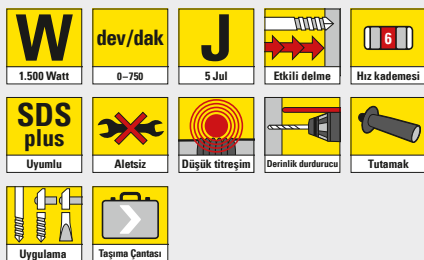 W
1.500 Watt
dev/dak
0–750
J
5 Jul
Etkili delme
6
Hız kademesi
SDS
plus
Uyumlu
Aletsiz
Düşük titreşim
Derinlik durdurucu
Tutamak
Uygulama
Taşıma Çantası